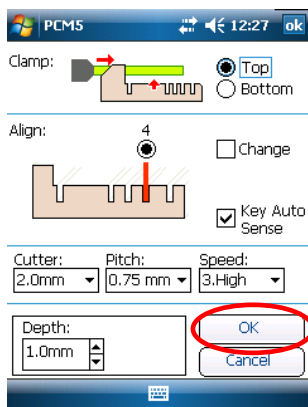 PCM5 12:27 ok
Clamp:
Top
Bottom
Align: 4
Change
Key Auto
Sense
Cutter: Pitch: Speed:
2.0mm 0.75 mm 3.High
Depth: OK
1.0mm
Cancel